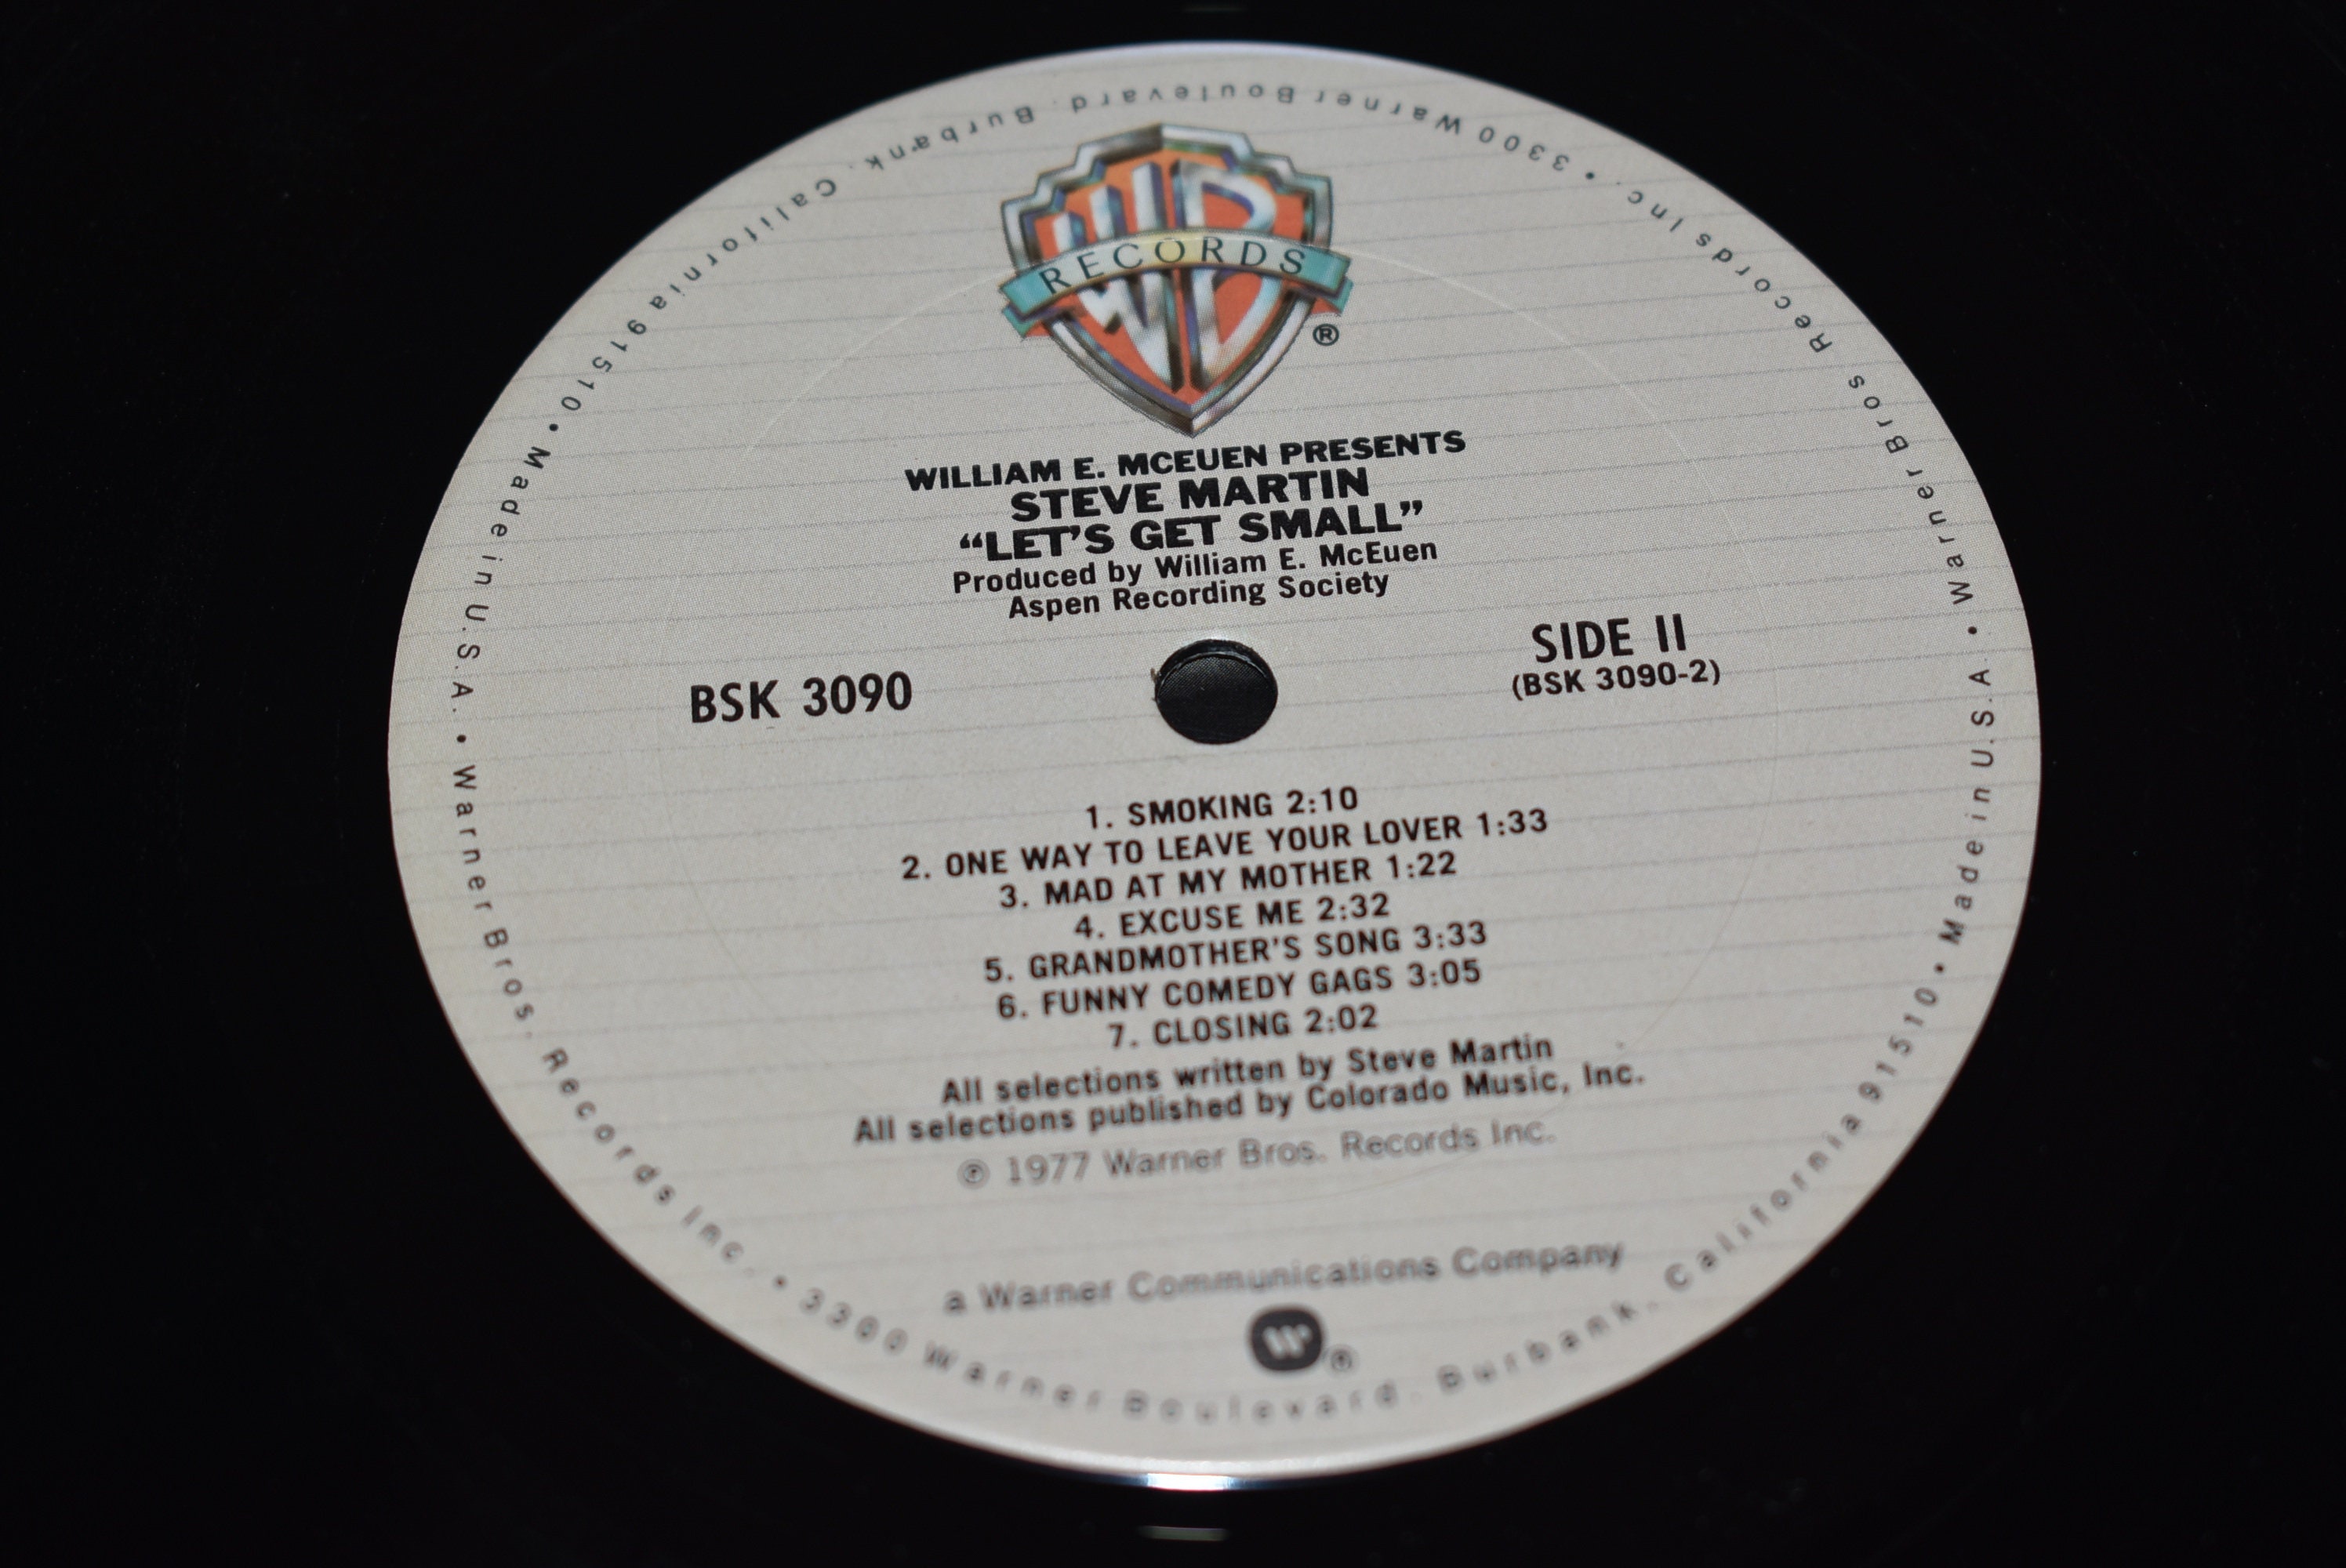 Warner Bros. Records Inc. • 3300 Warner Boulevard. Burbank. California 91510 • Made in U.S.A. •
Warner Bros. Records Inc. • 3300 Warner Boulevard. Burbank. California 91510 • Made in U.S.A. •
WB
RECORDS
®
WILLIAM E. MCEUEN PRESENTS
STEVE MARTIN
“LET'S GET SMALL”
Produced by William E. McEuen
Aspen Recording Society
BSK 3090
SIDE II
(BSK 3090-2)
1. SMOKING 2:10
2. ONE WAY TO LEAVE YOUR LOVER 1:33
3. MAD AT MY MOTHER 1:22
4. EXCUSE ME 2:32
5. GRANDMOTHER'S SONG 3:33
6. FUNNY COMEDY GAGS 3:05
7. CLOSING 2:02
All selections written by Steve Martin
All selections published by Colorado Music, Inc.
℗ 1977 Warner Bros. Records Inc.
a Warner Communications Company
W ®